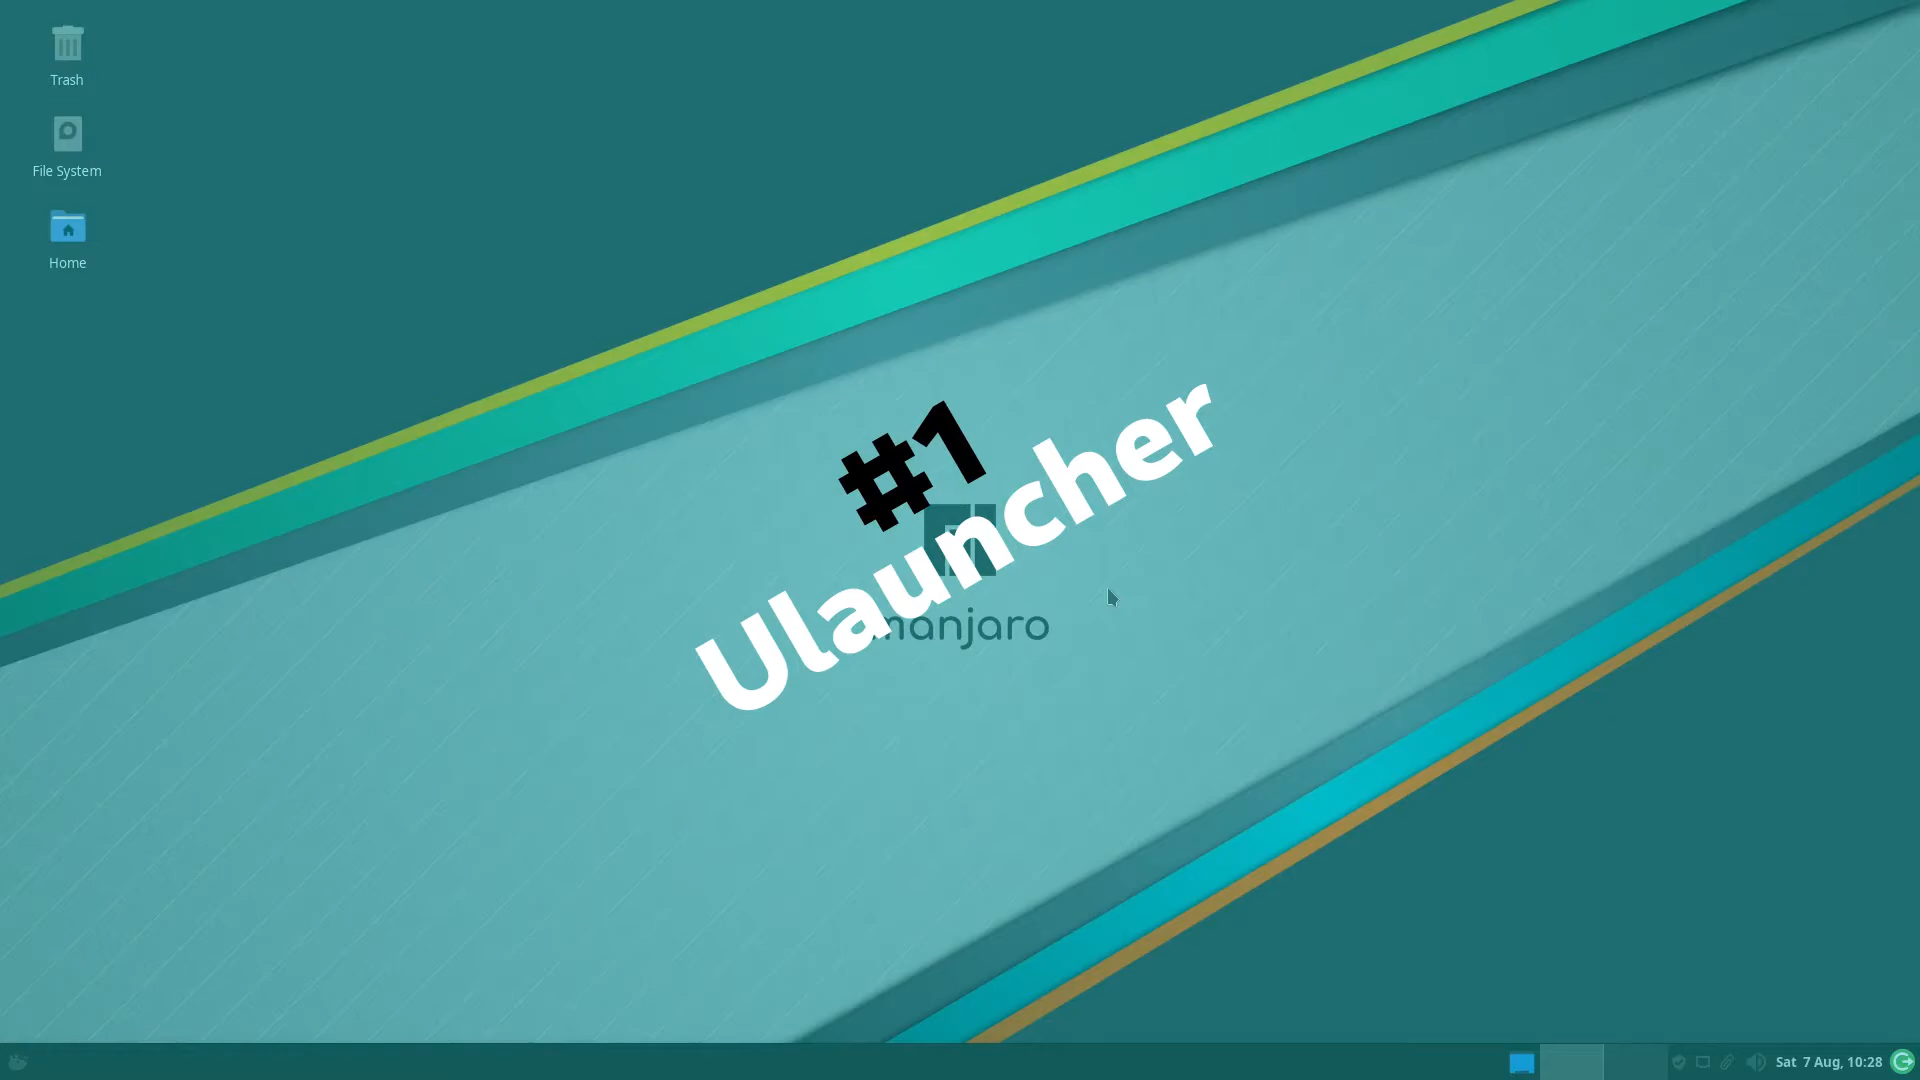 Trash
File System
Home
#1
Ulauncher
manjaro
Sat 7 Aug, 10:28